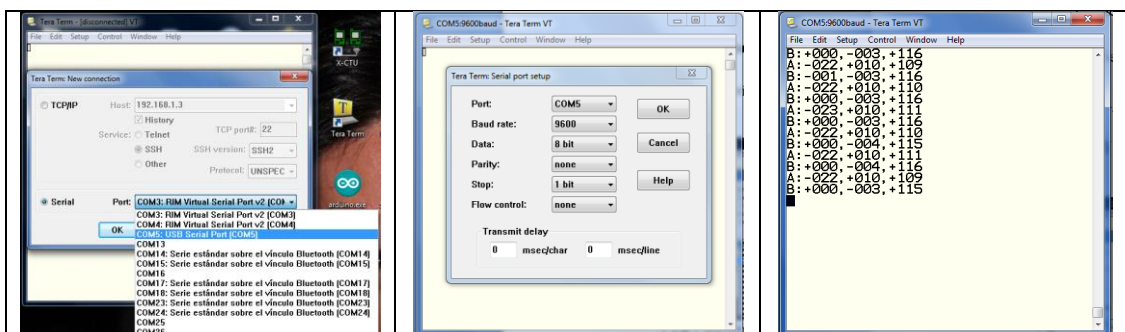 Tera Term - [disconnected] VT
File Edit Setup Control Window Help
Tera Term: New connection
TCP/IP
Host: 192.168.1.3
History
Service: Telnet
TCP port#: 22
SSH
SSH version: SSH2
Other
Protocol: UNSPEC
Serial
Port: COM3: RIM Virtual Serial Port v2 (COM
COM3: RIM Virtual Serial Port v2 (COM3)
COM4: RIM Virtual Serial Port v2 (COM4)
COM5: USB Serial Port (COM5)
COM13
COM14: Serie estándar sobre el vínculo Bluetooth (COM14)
COM15: Serie estándar sobre el vínculo Bluetooth (COM15)
COM16
COM17: Serie estándar sobre el vínculo Bluetooth (COM17)
COM18: Serie estándar sobre el vínculo Bluetooth (COM18)
COM23: Serie estándar sobre el vínculo Bluetooth (COM23)
COM24: Serie estándar sobre el vínculo Bluetooth (COM24)
COM25
OK
X-CTU
Tera Term
arduino.exe
COM5:9600baud - Tera Term VT
File Edit Setup Control Window Help
Tera Term: Serial port setup
Port: COM5 OK
Baud rate: 9600
Data: 8 bit Cancel
Parity: none
Stop: 1 bit Help
Flow control: none
Transmit delay
0 msec/char 0 msec/line
COM5:9600baud - Tera Term VT
File Edit Setup Control Window Help
B:+000,-003,+116
A:-022,+010,+109
B:-001,-003,+116
A:-022,+010,+110
B:+000,-003,+116
A:-023,+010,+111
B:+000,-003,+116
A:-022,+010,+110
B:+000,-004,+115
A:-022,+010,+111
B:+000,-004,+116
A:-022,+010,+109
B:+000,-003,+115